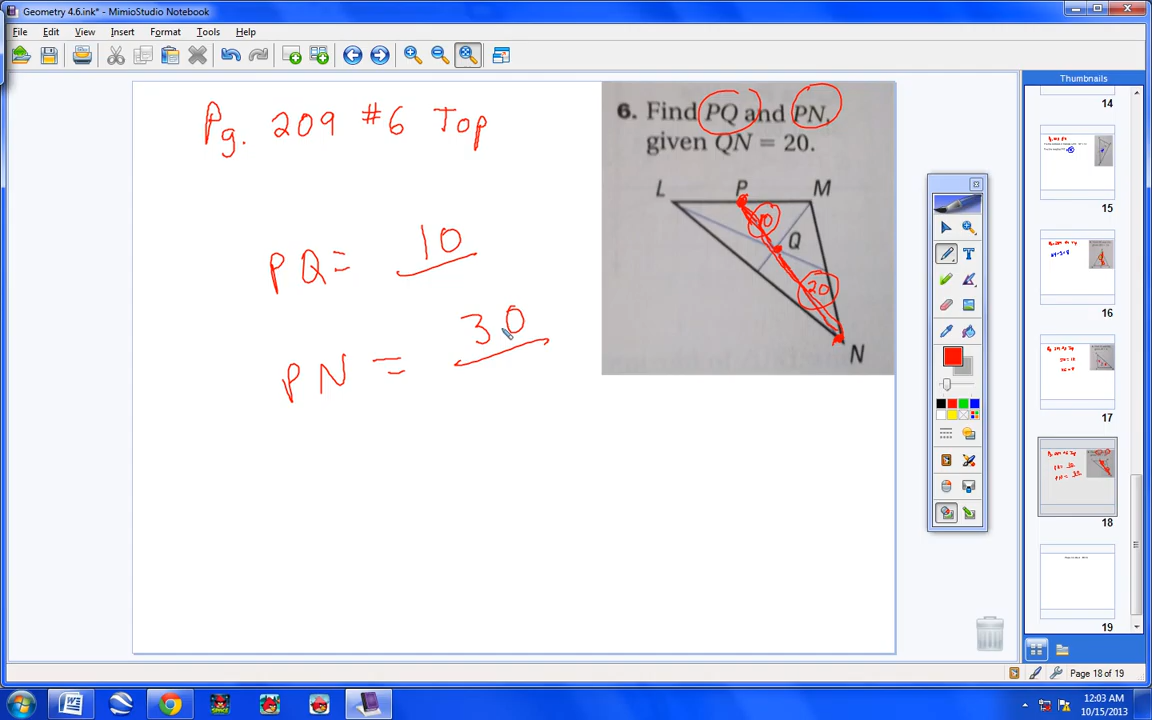 Geometry 4.6.ink* - MimioStudio Notebook
File Edit View Insert Format Tools Help
Pg. 209 #6 Top
PQ = 10
PN = 30
6. Find PQ and PN,
given QN = 20.
L P M
10
Q
20
N
Thumbnails
14
15
16
17
18
19
Page 18 of 19
12:03 AM
10/15/2013